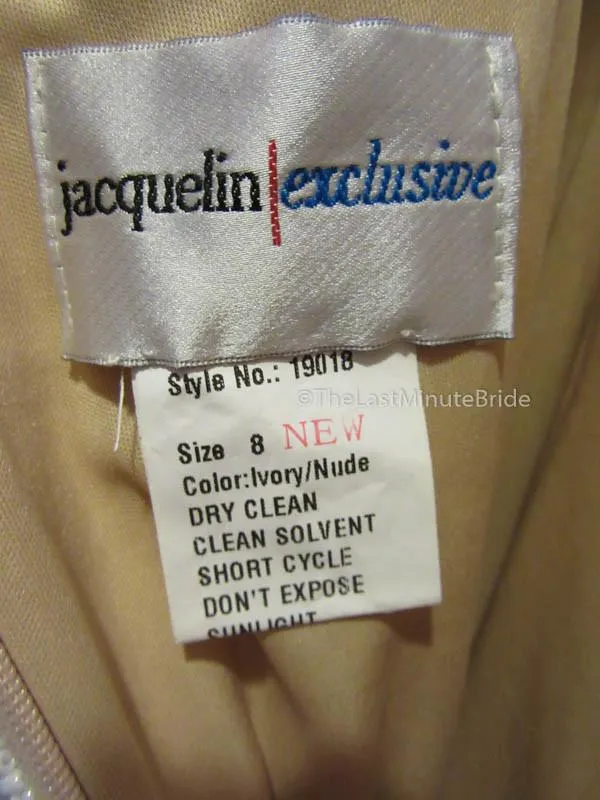 jacquelin|exclusive
Style No.: 19018
©TheLastMinuteBride
Size 8 NEW
Color:Ivory/Nude
DRY CLEAN
CLEAN SOLVENT
SHORT CYCLE
DON'T EXPOSE
SUNLIGHT